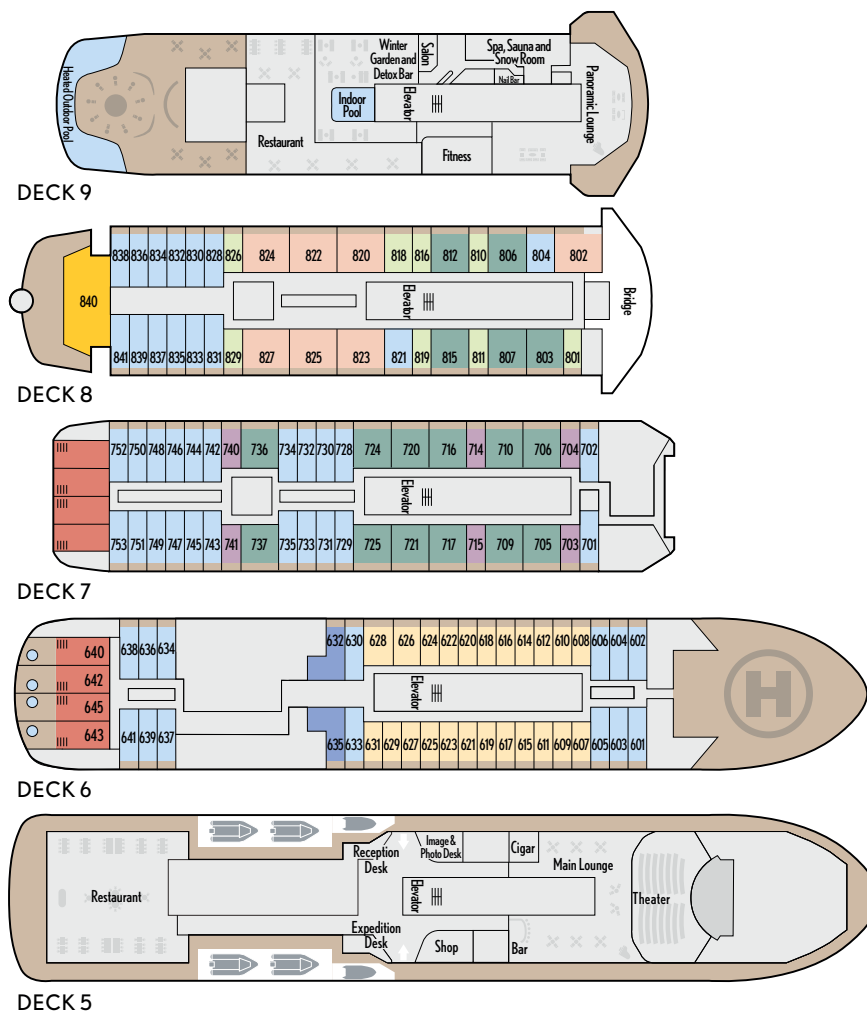 Heated Outdoor Pool
Restaurant
Winter
Garden and
Detox Bar
Indoor
Pool
Elevator
Salon
Spa, Sauna and
Snow Room
Nail Bar
Fitness
Panoramic Lounge
DECK 9
838 836 834 832 830 828 826 824 822 820 818 816 812 810 806 804 802
840
Elevator
Bridge
841 839 837 835 833 831 829 827 825 823 821 819 815 811 807 803 801
DECK 8
752 750 748 746 744 742 740 736 734 732 730 728 724 720 716 714 710 706 704 702
Elevator
753 751 749 747 745 743 741 737 735 733 731 729 725 721 717 715 709 705 703 701
DECK 7
638 636 634 632 630 628 626 624 622 620 618 616 614 612 610 608 606 604 602
640
642
645
643
Elevator
H
641 639 637 635 633 631 629 627 625 623 621 619 617 615 611 609 607 605 603 601
DECK 6
Restaurant
Reception
Desk
Image &
Photo Desk
Cigar
Main Lounge
Elevator
Theater
Expedition
Desk
Shop
Bar
DECK 5